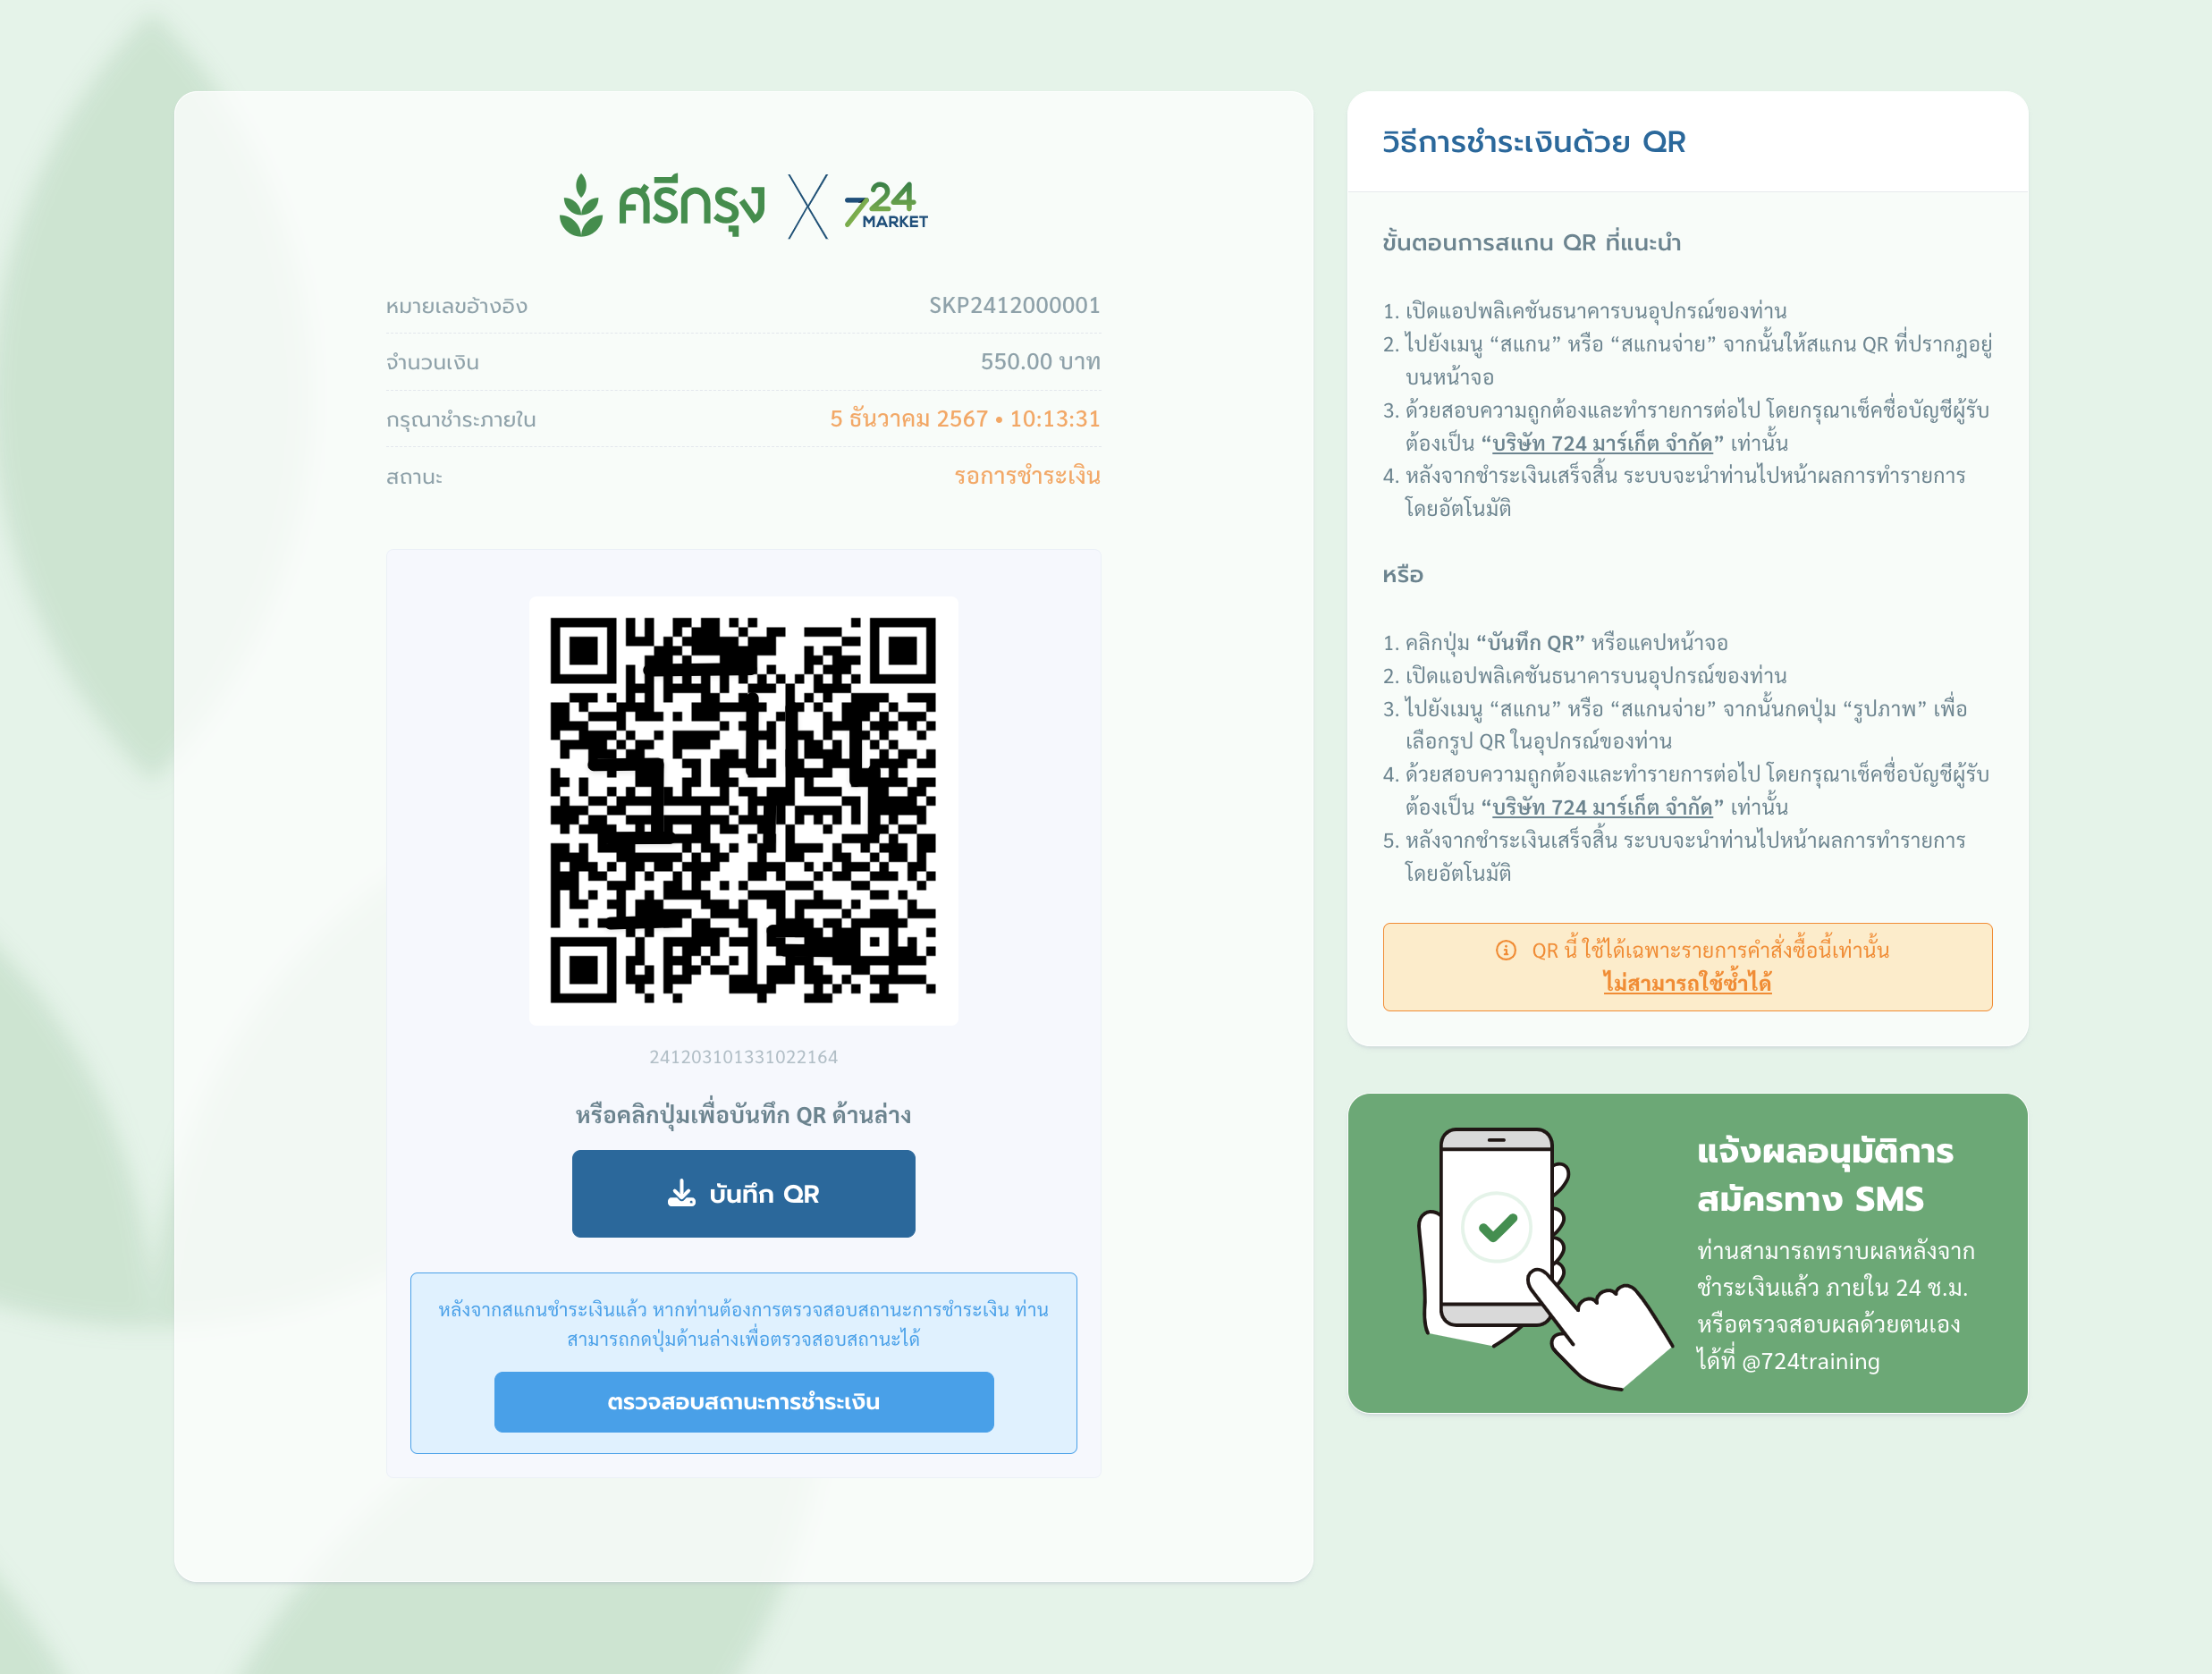 ศรีกรุง
724
MARKET
หมายเลขอ้างอิง SKP2412000001
จำนวนเงิน 550.00 บาท
กรุณาชำระภายใน 5 ธันวาคม 2567 • 10:13:31
สถานะ รอการชำระเงิน
241203101331022164
หรือคลิกปุ่มเพื่อบันทึก QR ด้านล่าง
บันทึก QR
หลังจากสแกนชำระเงินแล้ว หากท่านต้องการตรวจสอบสถานะการชำระเงิน ท่าน
สามารถกดปุ่มด้านล่างเพื่อตรวจสอบสถานะได้
ตรวจสอบสถานะการชำระเงิน
วิธีการชำระเงินด้วย QR
ขั้นตอนการสแกน QR ที่แนะนำ
1. เปิดแอปพลิเคชันธนาคารบนอุปกรณ์ของท่าน
2. ไปยังเมนู “สแกน” หรือ “สแกนจ่าย” จากนั้นให้สแกน QR ที่ปรากฎอยู่
บนหน้าจอ
3. ด้วยสอบความถูกต้องและทำรายการต่อไป โดยกรุณาเช็คชื่อบัญชีผู้รับ
ต้องเป็น “บริษัท 724 มาร์เก็ต จำกัด” เท่านั้น
4. หลังจากชำระเงินเสร็จสิ้น ระบบจะนำท่านไปหน้าผลการทำรายการ
โดยอัตโนมัติ
หรือ
1. คลิกปุ่ม “บันทึก QR” หรือแคปหน้าจอ
2. เปิดแอปพลิเคชันธนาคารบนอุปกรณ์ของท่าน
3. ไปยังเมนู “สแกน” หรือ “สแกนจ่าย” จากนั้นกดปุ่ม “รูปภาพ” เพื่อ
เลือกรูป QR ในอุปกรณ์ของท่าน
4. ด้วยสอบความถูกต้องและทำรายการต่อไป โดยกรุณาเช็คชื่อบัญชีผู้รับ
ต้องเป็น “บริษัท 724 มาร์เก็ต จำกัด” เท่านั้น
5. หลังจากชำระเงินเสร็จสิ้น ระบบจะนำท่านไปหน้าผลการทำรายการ
โดยอัตโนมัติ
QR นี้ ใช้ได้เฉพาะรายการคำสั่งซื้อนี้เท่านั้น
ไม่สามารถใช้ซ้ำได้
แจ้งผลอนุมัติการ
สมัครทาง SMS
ท่านสามารถทราบผลหลังจาก
ชำระเงินแล้ว ภายใน 24 ช.ม.
หรือตรวจสอบผลด้วยตนเอง
ได้ที่ @724training